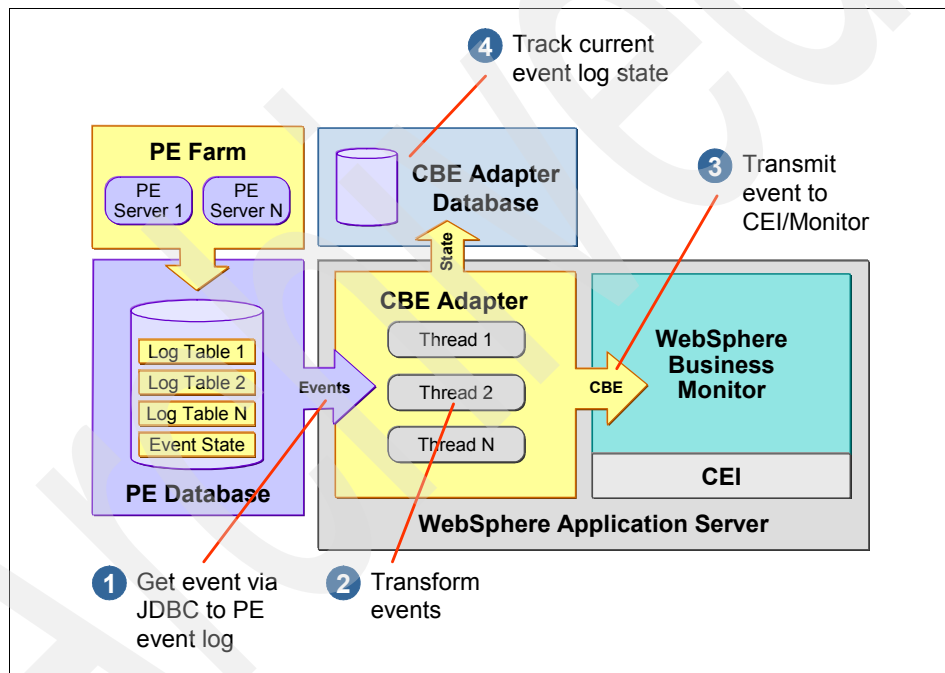 4
Track current
event log state
PE Farm
PE
Server 1
PE
Server N
CBE Adapter
Database
3
Transmit
event to
CEI/Monitor
State
CBE Adapter
Thread 1
Thread 2
Thread N
Log Table 1
Log Table 2
Log Table N
Event State
PE Database
Events
CBE
WebSphere
Business
Monitor
CEI
WebSphere Application Server
1
Get event via
JDBC to PE
event log
2
Transform
events